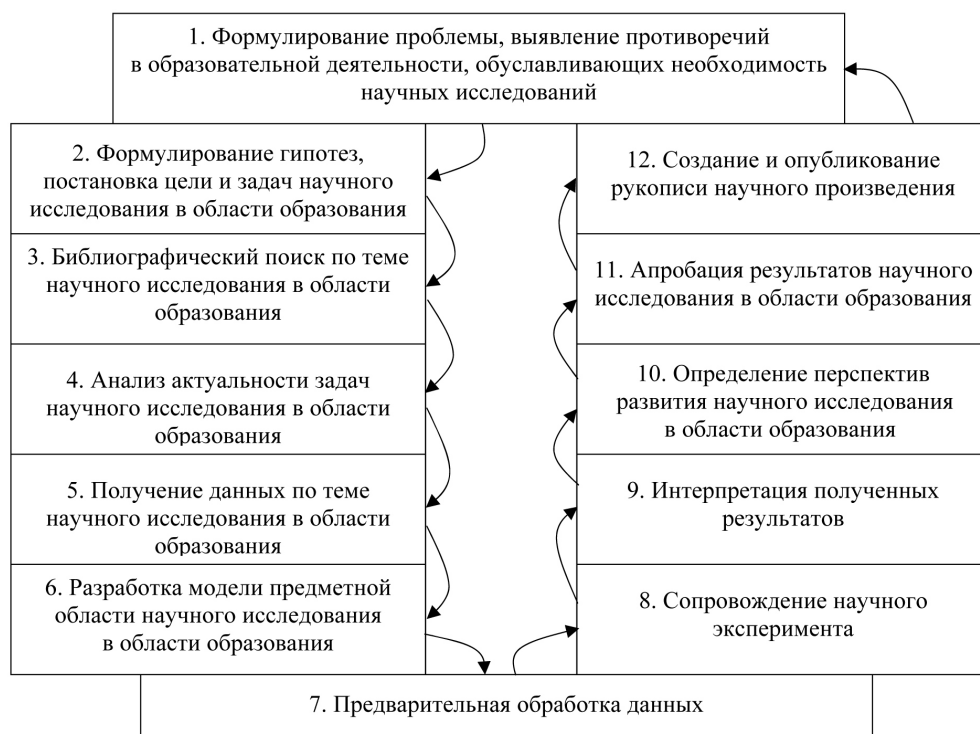 1. Формулирование проблемы, выявление противоречий
в образовательной деятельности, обуславливающих необходимость
научных исследований
2. Формулирование гипотез,
постановка цели и задач научного
исследования в области образования
3. Библиографический поиск по теме
научного исследования в области
образования
4. Анализ актуальности задач
научного исследования в области
образования
5. Получение данных по теме
научного исследования в области
образования
6. Разработка модели предметной
области научного исследования
в области образования
7. Предварительная обработка данных
8. Сопровождение научного
эксперимента
9. Интерпретация полученных
результатов
10. Определение перспектив
развития научного исследования
в области образования
11. Апробация результатов научного
исследования в области образования
12. Создание и опубликование
рукописи научного произведения